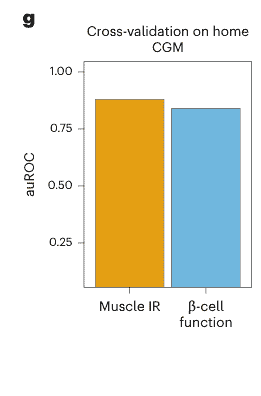 g
Cross-validation on home
CGM
1.00
0.75
0.50
0.25
auROC
Muscle IR
β-cell
function